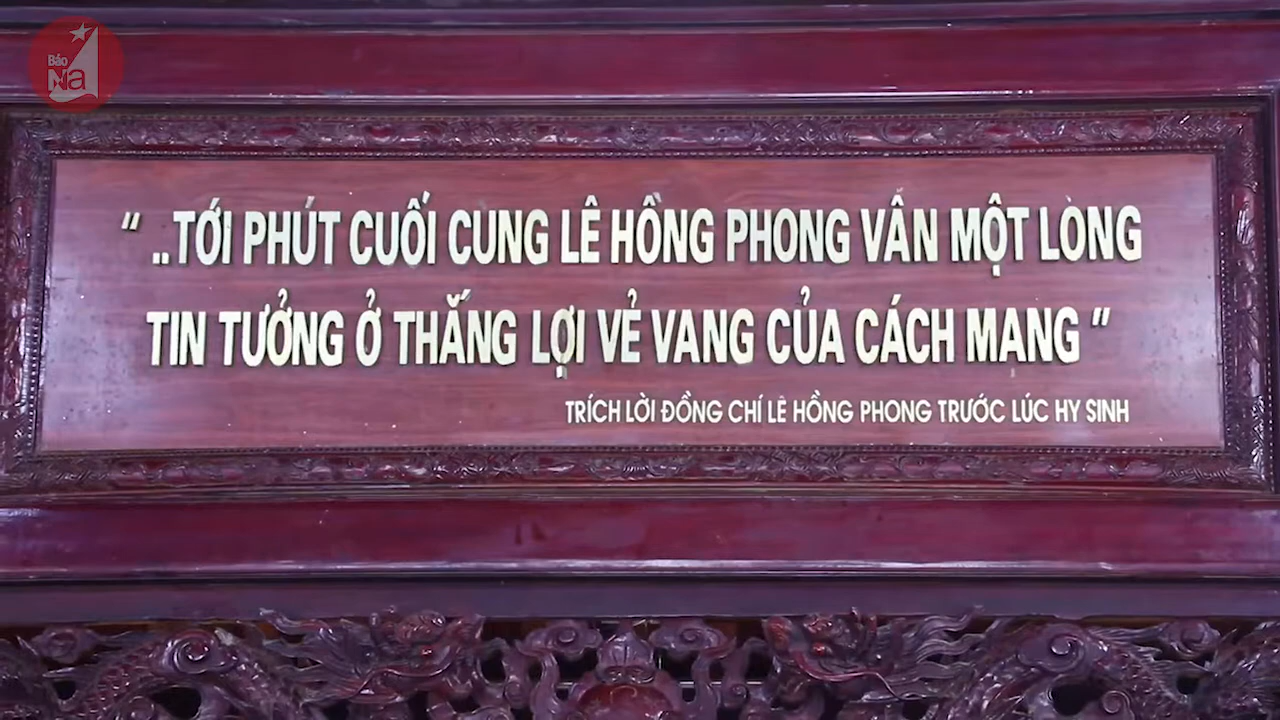 Báo
Na
" ..TỚI PHÚT CUỐI CUNG LÊ HỒNG PHONG VẪN MỘT LÒNG
TIN TƯỞNG Ở THẮNG LỢI VẺ VANG CỦA CÁCH MANG "
TRÍCH LỜI ĐỒNG CHÍ LÊ HỒNG PHONG TRƯỚC LÚC HY SINH